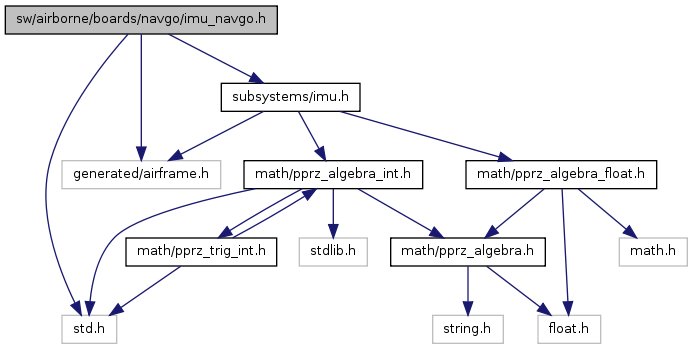 sw/airborne/boards/navgo/imu_navgo.h
subsystems/imu.h
generated/airframe.h
math/pprz_algebra_int.h
math/pprz_algebra_float.h
math/pprz_trig_int.h
stdlib.h
math/pprz_algebra.h
math.h
std.h
string.h
float.h